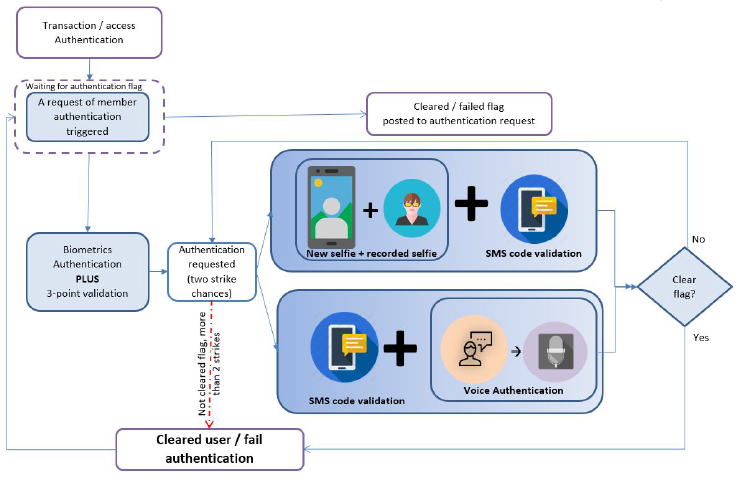 Transaction / access
Authentication
Waiting for authentication flag
A request of member
authentication
triggered
Cleared / failed flag
posted to authentication request
Biometrics
Authentication
PLUS
3-point validation
Authentication
requested
(two strike
chances)
New selfie + recorded selfie
SMS code validation
No
Clear
flag?
Yes
SMS code validation
Voice Authentication
Not cleared flag, more
than 2 strikes
Cleared user / fail
authentication